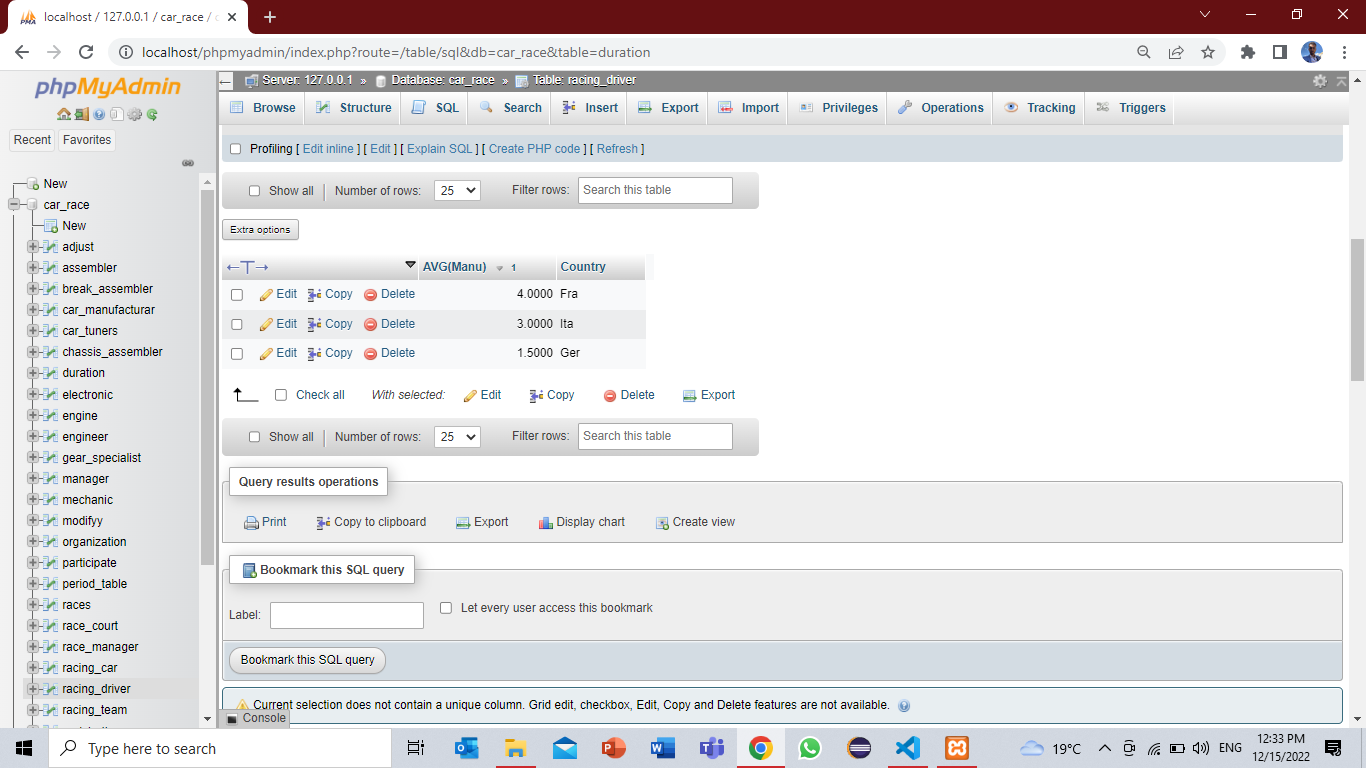 PMA
localhost / 127.0.0.1 / car_race /
localhost/phpmyadmin/index.php?route=/table/sql&db=car_race&table=duration
phpMyAdmin
Recent Favorites
New
car_race
New
adjust
assembler
break_assembler
car_manufacturar
car_tuners
chassis_assembler
duration
electronic
engine
engineer
gear_specialist
manager
mechanic
modifyy
organization
participate
period_table
races
race_court
race_manager
racing_car
racing_driver
racing_team
Server: 127.0.0.1 » Database: car_race » Table: racing_driver
Browse Structure SQL Search Insert Export Import Privileges Operations Tracking Triggers
Profiling [ Edit inline ] [ Edit ] [ Explain SQL ] [ Create PHP code ] [ Refresh ]
Show all Number of rows: 25 Filter rows: Search this table
Extra options
←T→ AVG(Manu) 1 Country
Edit Copy Delete 4.0000 Fra
Edit Copy Delete 3.0000 Ita
Edit Copy Delete 1.5000 Ger
Check all With selected: Edit Copy Delete Export
Show all Number of rows: 25 Filter rows: Search this table
Query results operations
Print Copy to clipboard Export Display chart Create view
Bookmark this SQL query
Label: Let every user access this bookmark
Bookmark this SQL query
Current selection does not contain a unique column. Grid edit, checkbox, Edit, Copy and Delete features are not available.
Console
Type here to search
19°C ENG 12:33 PM
12/15/2022